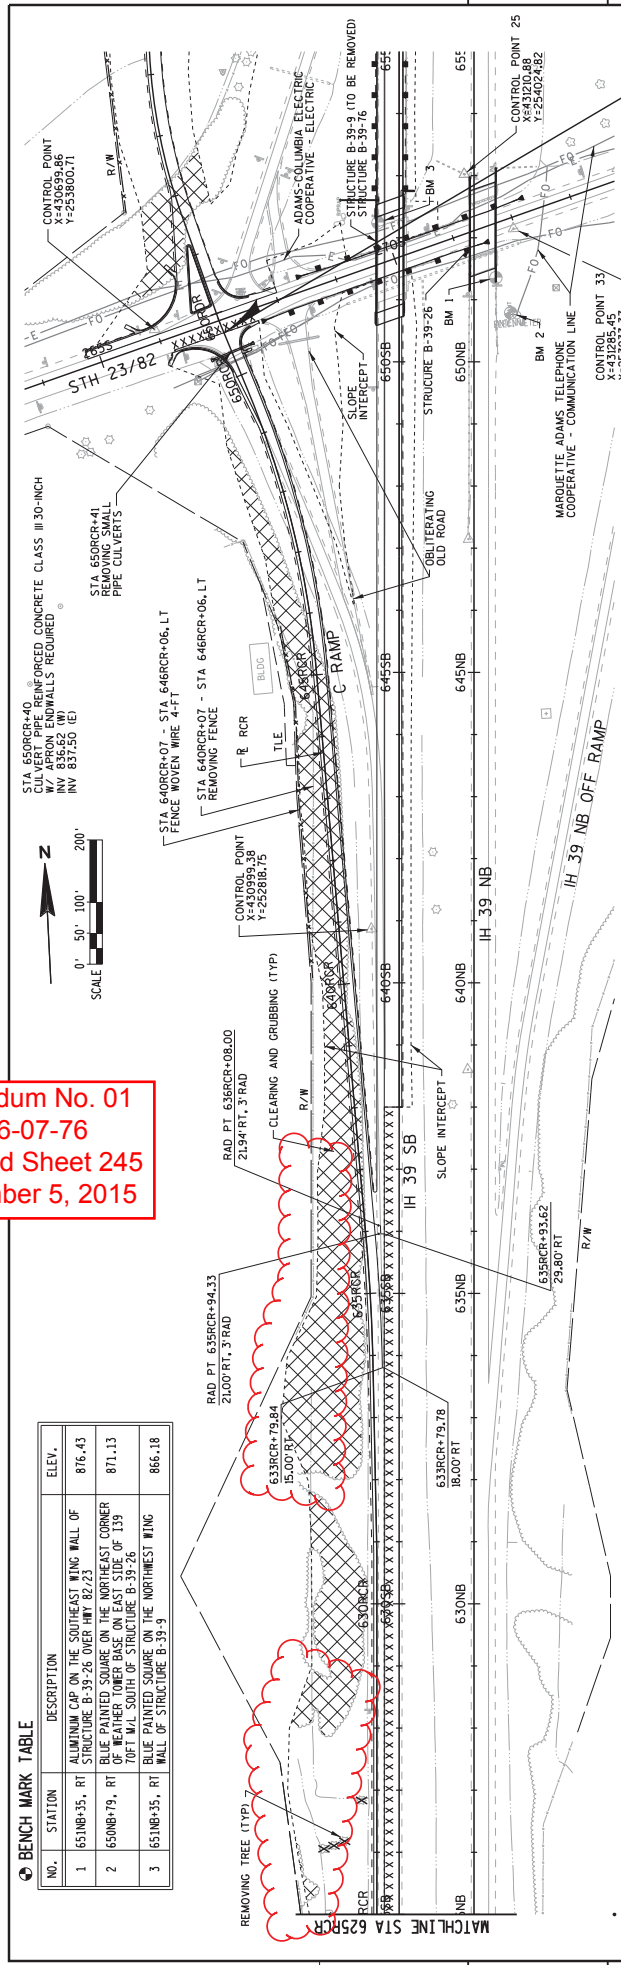 BENCH MARK TABLE
NO. STATION DESCRIPTION ELEV.
1 651NB+35, RT ALUMINUM CAP ON THE SOUTHEAST WING WALL OF STRUCTURE B-39-26 OVER HWY 82/23 876.43
2 650NB+79, RT BLUE PAINTED SQUARE ON THE NORTHEAST CORNER OF WEATHER TOWER BASE ON EAST SIDE OF I39 70FT M/L SOUTH OF STRUCTURE B-39-26 871.13
3 651NB+35, RT BLUE PAINTED SQUARE ON THE NORTHWEST WING WALL OF STRUCTURE B-39-9 866.18
dum No. 01
6-07-76
d Sheet 245
ber 5, 2015
N
0' 50' 100' 200'
SCALE
STA 650RCR+40
CULVERT PIPE REINFORCED CONCRETE CLASS III 30-INCH
W/ APRON ENDWALLS REQUIRED
INV 836.62 (W)
INV 837.50 (E)
STA 650RCR+41
REMOVING SMALL
PIPE CULVERTS
CONTROL POINT
X=430699.86
Y=253800.71
R/W
STH 23/82
265S
FO
E
650RCR
ADAMS-COLUMBIA ELECTRIC
COOPERATIVE - ELECTRIC
STRUCTURE B-39-9 (TO BE REMOVED)
STRUCTURE B-39-76
CONTROL POINT 25
X=431210.88
Y=254024.82
BM 3
BM 1
BM 2
STRUCURE B-39-26
SLOPE
INTERCEPT
OBLITERATING
OLD ROAD
MARQUETTE ADAMS TELEPHONE
COOPERATIVE - COMMUNICATION LINE
CONTROL POINT 33
X=431285.45
655
650SB
650NB
STA 640RCR+07 - STA 646RCR+06, LT
FENCE WOVEN WIRE 4-FT
STA 640RCR+07 - STA 646RCR+06, LT
REMOVING FENCE
BLDG
TLE
R RCR
645RCR
C RAMP
645SB
645NB
CONTROL POINT
X=430999.38
Y=252818.75
CLEARING AND GRUBBING (TYP)
R/W
640RCR
640SB
640NB
IH 39 NB
IH 39 NB OFF RAMP
IH 39 SB
SLOPE INTERCEPT
RAD PT 636RCR+08.00
21.94' RT, 3' RAD
RAD PT 635RCR+94.33
21.00' RT, 3' RAD
635RCR+93.62
29.80' RT
633RCR+79.84
15.00' RT
633RCR+79.78
18.00' RT
635RCR
635SB
635NB
R/W
630RCR
630SB
630NB
REMOVING TREE (TYP)
RCR
5SB
5NB
MATCHLINE STA 625RCR